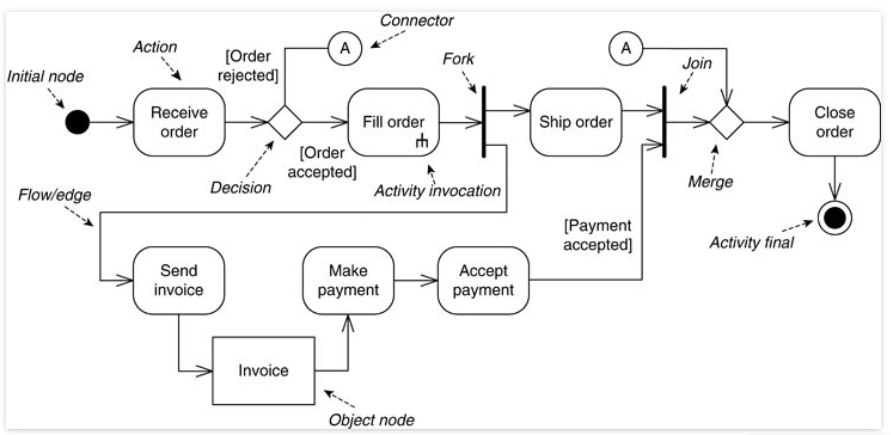 Connector
Action
[Order
rejected]
A
A
Fork
Join
Initial node
Receive
order
Fill order
Ship order
Close
order
[Order
accepted]
Decision
Activity invocation
Merge
Flow/edge
[Payment
accepted]
Activity final
Send
invoice
Make
payment
Accept
payment
Invoice
Object node